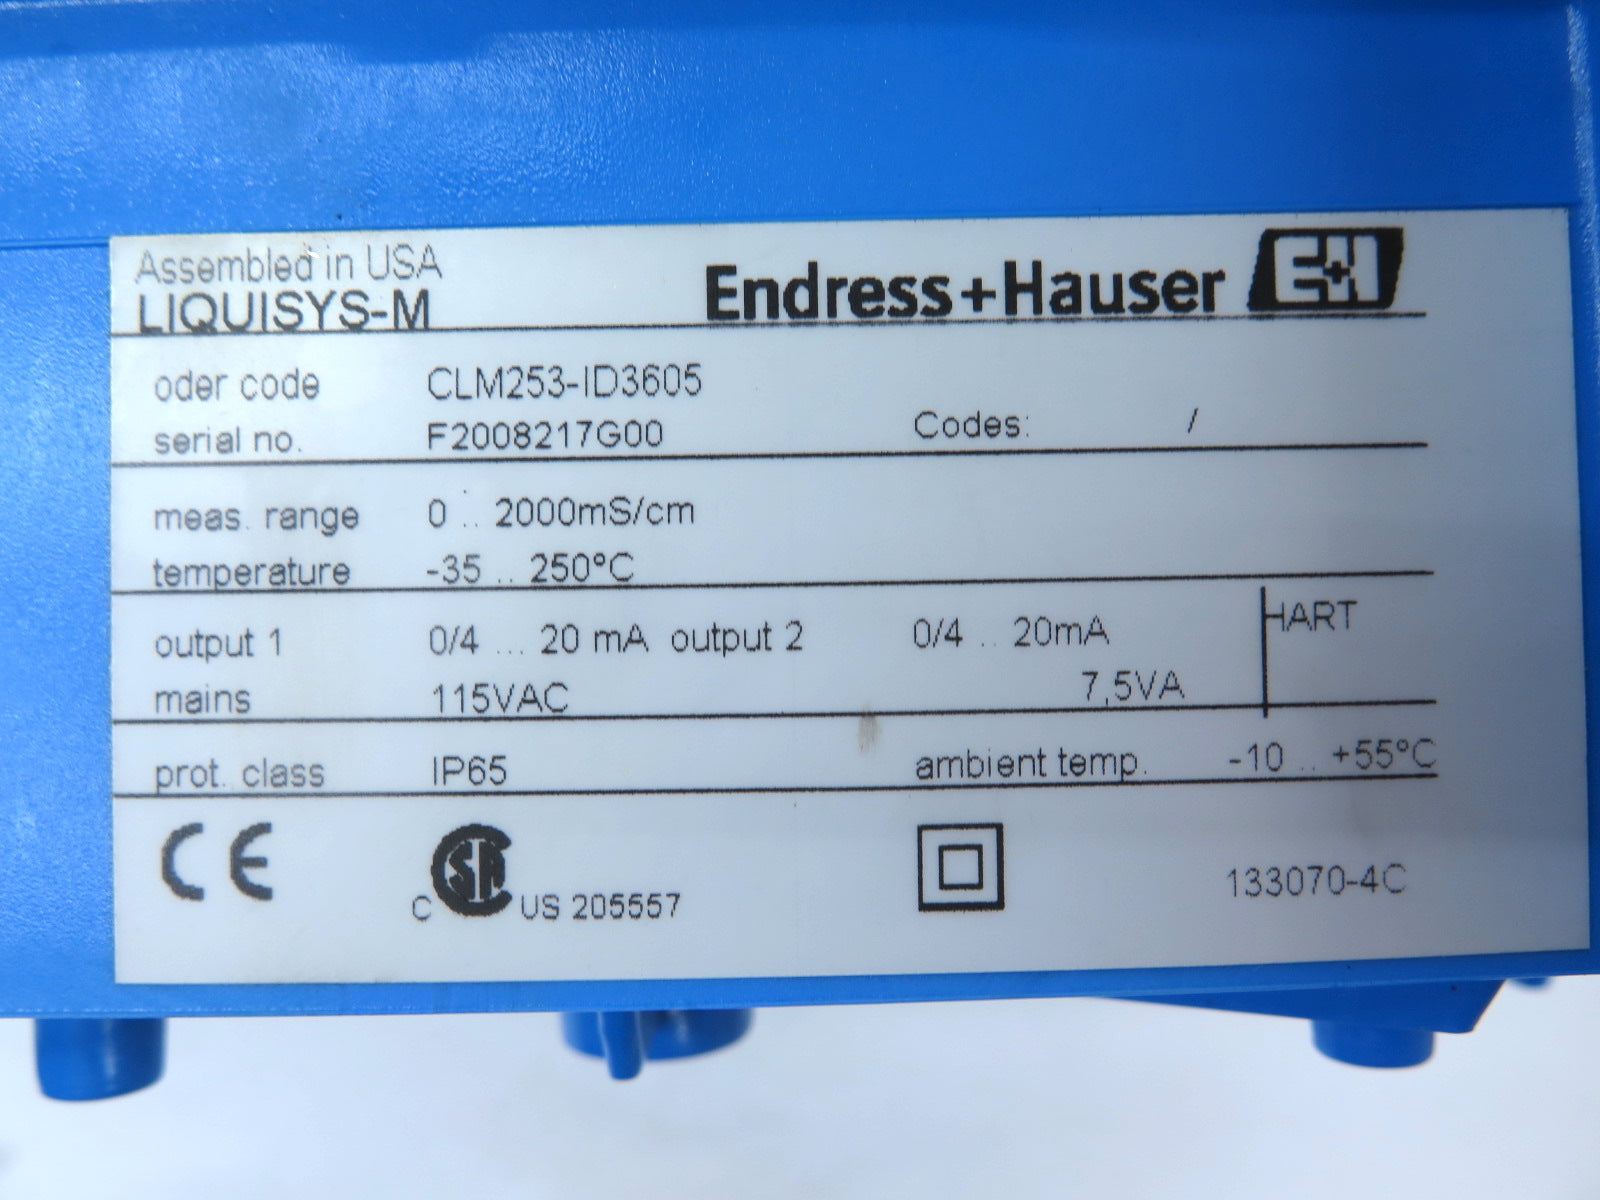 Assembled in USA
LIQUISYS-M
Endress+Hauser E+H
oder code CLM253-ID3605
serial no. F2008217G00 Codes: /
meas. range 0 .. 2000mS/cm
temperature -35 .. 250°C
output 1 0/4 ... 20 mA output 2 0/4 .. 20mA HART
mains 115VAC 7,5VA
prot. class IP65 ambient temp. -10 .. +55°C
CE C SA US 205557 133070-4C